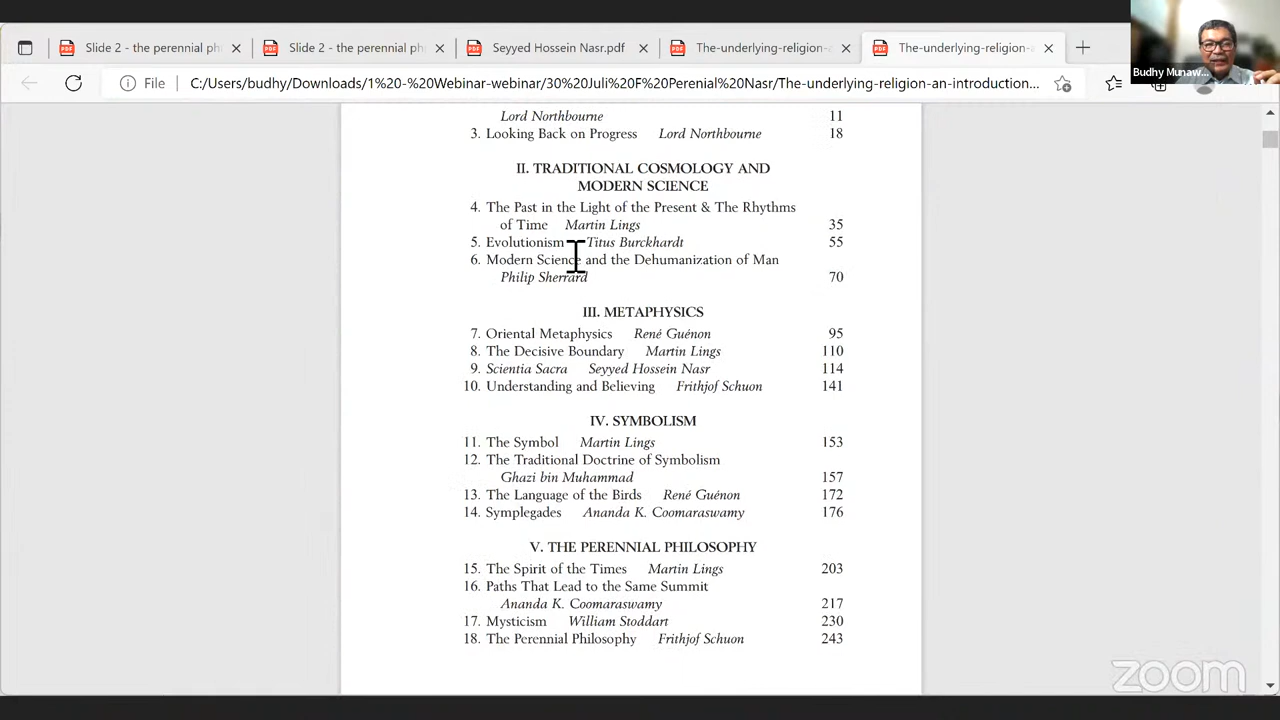 Slide 2 - the perennial ph
Slide 2 - the perennial ph
Seyyed Hossein Nasr.pdf
The-underlying-religion-
The-underlying-religion-
Budhy Munaw...
File
C:/Users/budhy/Downloads/1%20-%20Webinar-webinar/30%20Juli%20F%20Perenial%20Nasr/The-underlying-religion-an-introduction...
Lord Northbourne 11
3. Looking Back on Progress Lord Northbourne 18
II. TRADITIONAL COSMOLOGY AND
MODERN SCIENCE
4. The Past in the Light of the Present & The Rhythms
of Time Martin Lings 35
5. Evolutionism Titus Burckhardt 55
6. Modern Science and the Dehumanization of Man
Philip Sherrard 70
III. METAPHYSICS
7. Oriental Metaphysics René Guénon 95
8. The Decisive Boundary Martin Lings 110
9. Scientia Sacra Seyyed Hossein Nasr 114
10. Understanding and Believing Frithjof Schuon 141
IV. SYMBOLISM
11. The Symbol Martin Lings 153
12. The Traditional Doctrine of Symbolism
Ghazi bin Muhammad 157
13. The Language of the Birds René Guénon 172
14. Symplegades Ananda K. Coomaraswamy 176
V. THE PERENNIAL PHILOSOPHY
15. The Spirit of the Times Martin Lings 203
16. Paths That Lead to the Same Summit
Ananda K. Coomaraswamy 217
17. Mysticism William Stoddart 230
18. The Perennial Philosophy Frithjof Schuon 243
zoom